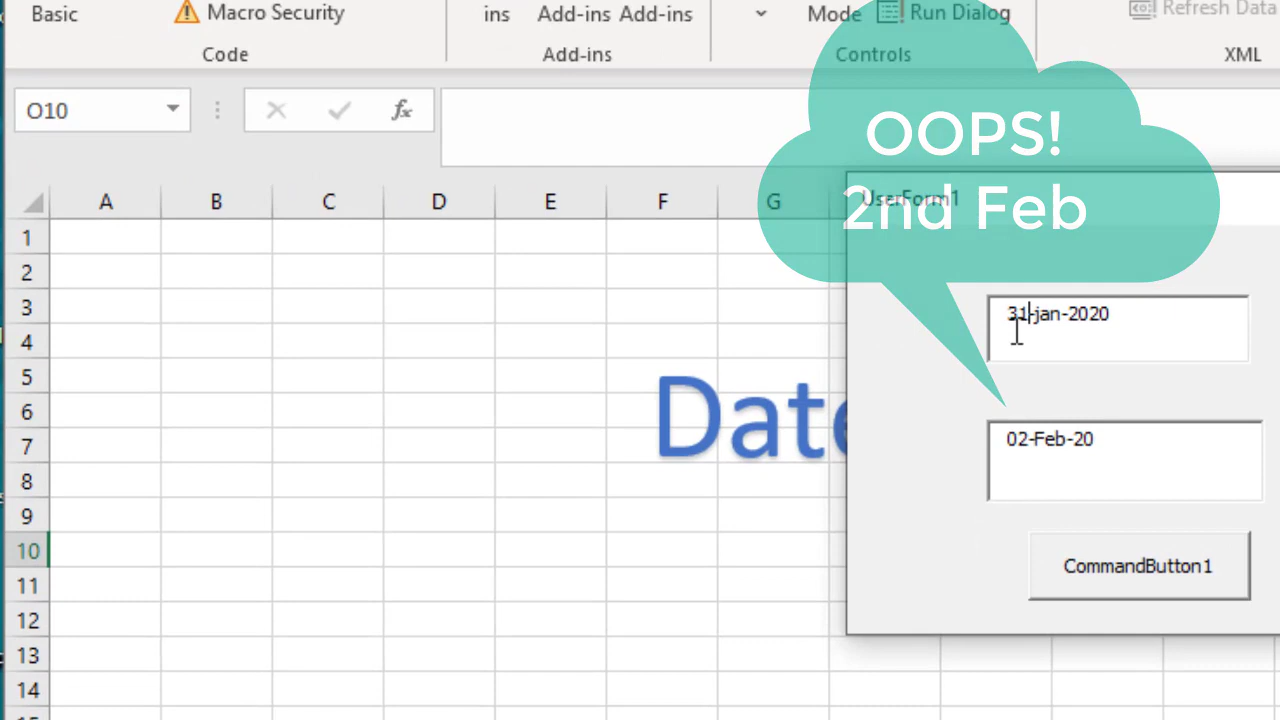 Basic
Macro Security
ins
Add-ins
Add-ins
Mode
Run Dialog
Refresh Data
Code
Add-ins
Controls
XML
O10
fx
OOPS!
2nd Feb
UserForm1
A B C D E F G
1
2
3
4
5
6
7
8
9
10
11
12
13
14
31-jan-2020
Date
02-Feb-20
CommandButton1